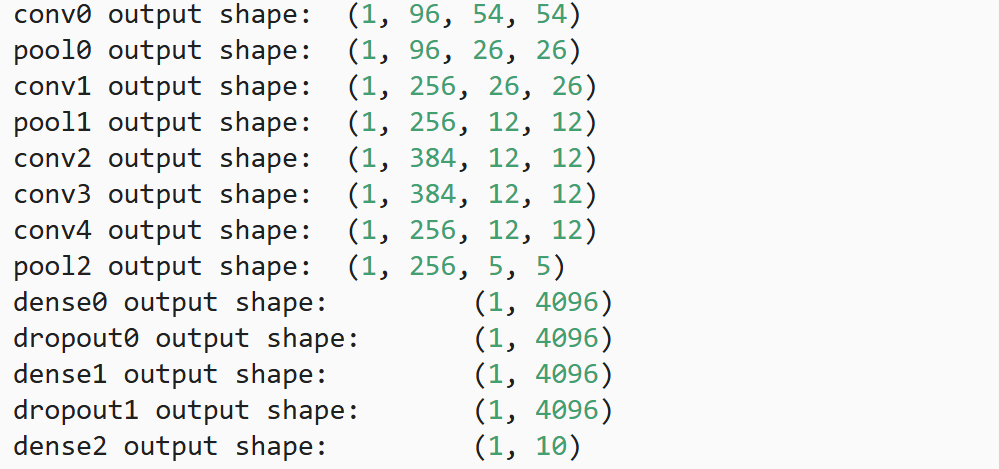 conv0 output shape:  (1, 96, 54, 54)
pool0 output shape:  (1, 96, 26, 26)
conv1 output shape:  (1, 256, 26, 26)
pool1 output shape:  (1, 256, 12, 12)
conv2 output shape:  (1, 384, 12, 12)
conv3 output shape:  (1, 384, 12, 12)
conv4 output shape:  (1, 256, 12, 12)
pool2 output shape:  (1, 256, 5, 5)
dense0 output shape:         (1, 4096)
dropout0 output shape:       (1, 4096)
dense1 output shape:         (1, 4096)
dropout1 output shape:       (1, 4096)
dense2 output shape:         (1, 10)